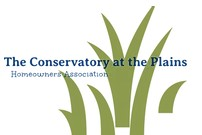 The Conservatory at the Plains
Homeowners Association